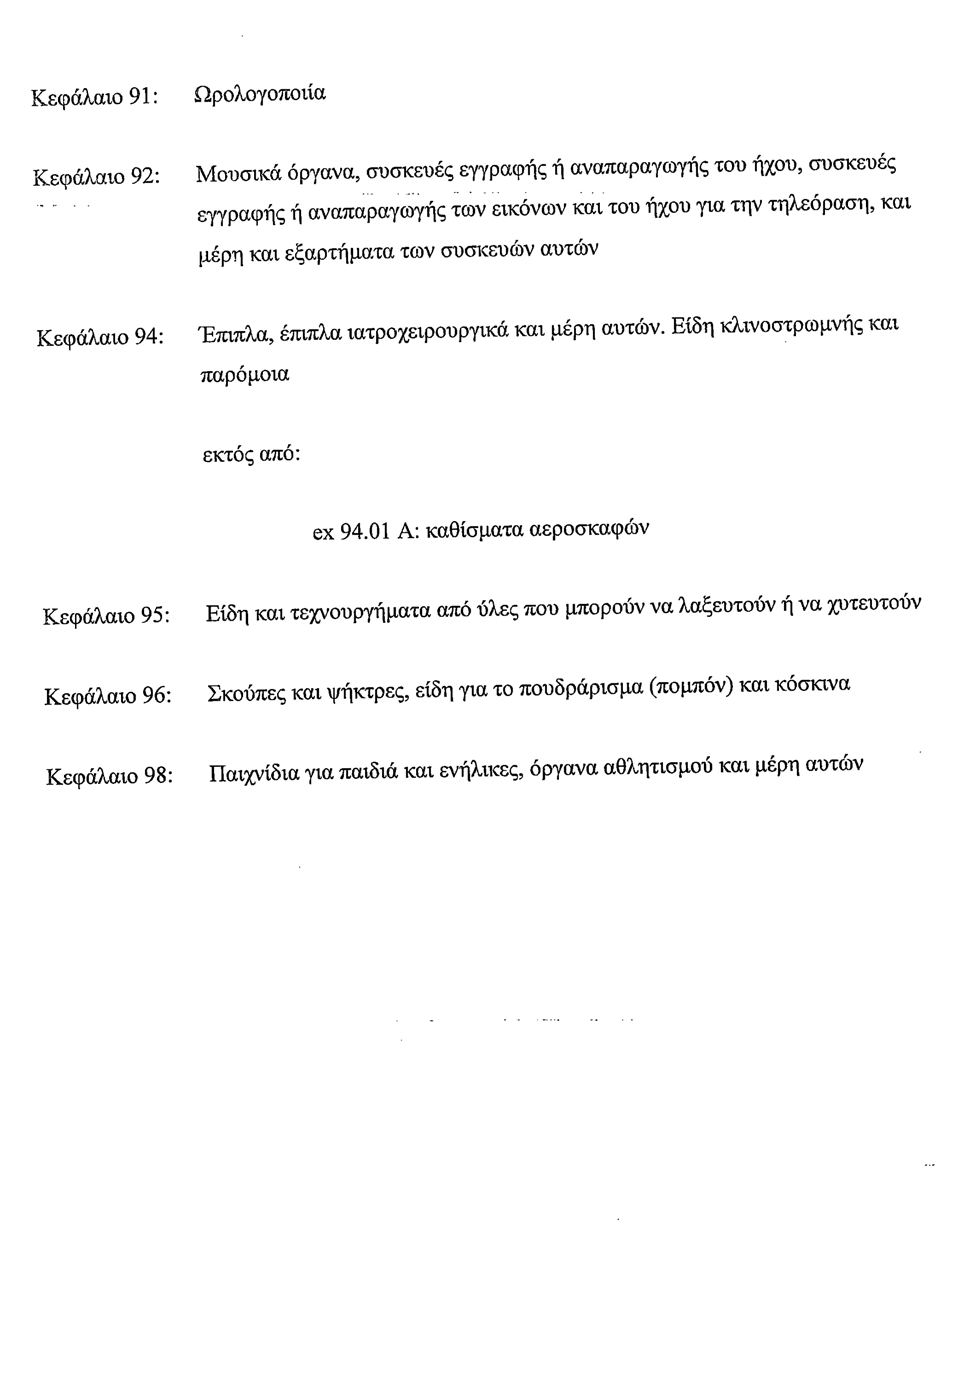 Κεφάλαιο 91: Ωρολογοποιία
Κεφάλαιο 92: Μουσικά όργανα, συσκευές εγγραφής ή αναπαραγωγής του ήχου, συσκευές
εγγραφής ή αναπαραγωγής των εικόνων και του ήχου για την τηλεόραση, και
μέρη και εξαρτήματα των συσκευών αυτών
Κεφάλαιο 94: Έπιπλα, έπιπλα ιατροχειρουργικά και μέρη αυτών. Είδη κλινοστρωμνής και
παρόμοια
εκτός από:
ex 94.01 Α: καθίσματα αεροσκαφών
Κεφάλαιο 95: Είδη και τεχνουργήματα από ύλες που μπορούν να λαξευτούν ή να χυτευτούν
Κεφάλαιο 96: Σκούπες και ψήκτρες, είδη για το πουδράρισμα (πομπόν) και κόσκινα
Κεφάλαιο 98: Παιχνίδια για παιδιά και ενήλικες, όργανα αθλητισμού και μέρη αυτών